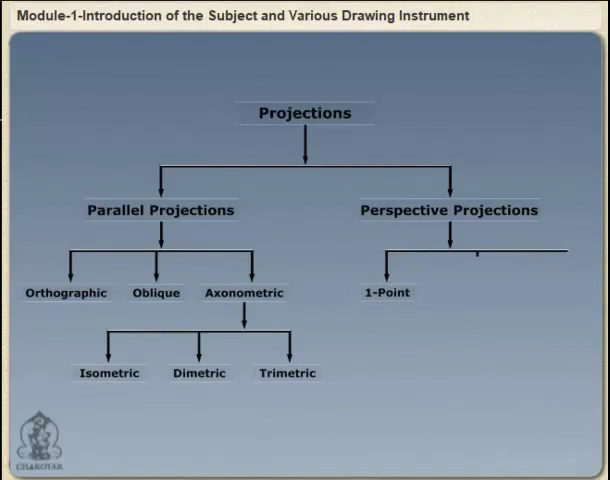 Module-1-Introduction of the Subject and Various Drawing Instrument
Projections
Parallel Projections
Perspective Projections
Orthographic
Oblique
Axonometric
1-Point
Isometric
Dimetric
Trimetric
CHAROTAR